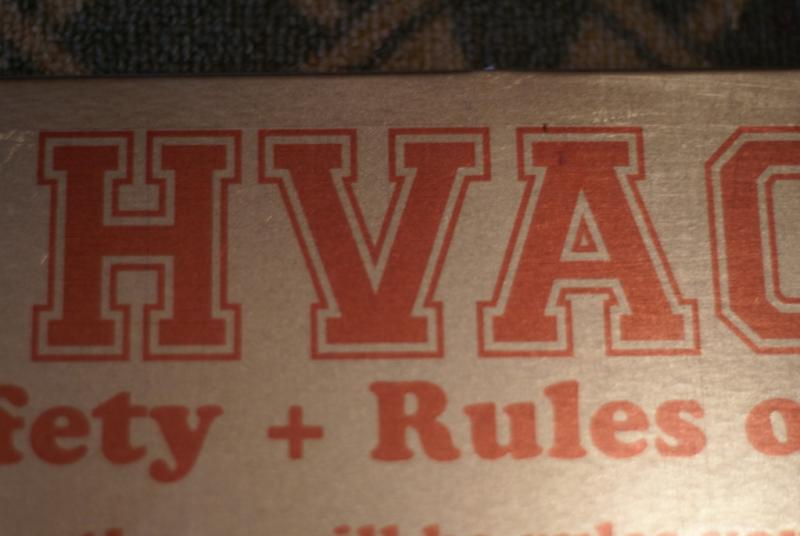 HVAC
fety + Rules o